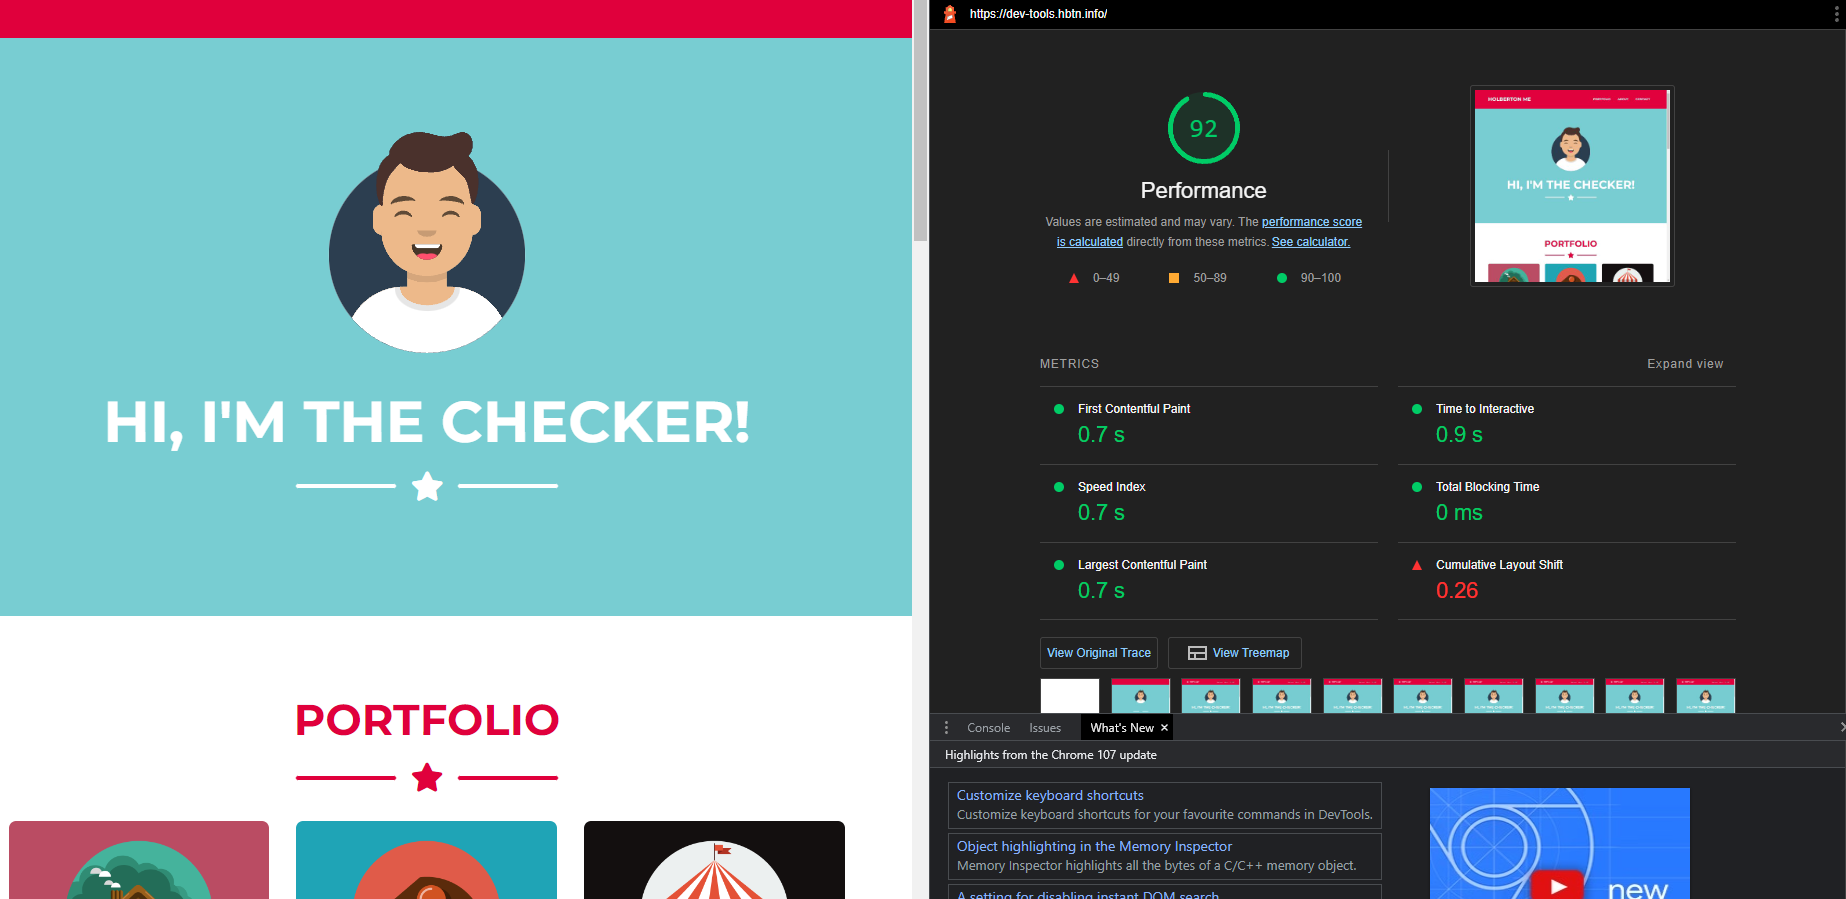 HI, I'M THE CHECKER!
PORTFOLIO
https://dev-tools.hbtn.info/
92
Performance
Values are estimated and may vary. The performance score
is calculated directly from these metrics. See calculator.
0–49
50–89
90–100
HOLBERTON ME
PORTFOLIO ABOUT CONTACT
HI, I'M THE CHECKER!
PORTFOLIO
METRICS
Expand view
First Contentful Paint
0.7 s
Time to Interactive
0.9 s
Speed Index
0.7 s
Total Blocking Time
0 ms
Largest Contentful Paint
0.7 s
Cumulative Layout Shift
0.26
View Original Trace
View Treemap
Console
Issues
What's New
Highlights from the Chrome 107 update
Customize keyboard shortcuts
Customize keyboard shortcuts for your favourite commands in DevTools.
Object highlighting in the Memory Inspector
Memory Inspector highlights all the bytes of a C/C++ memory object.
A setting for disabling instant DOM search
new